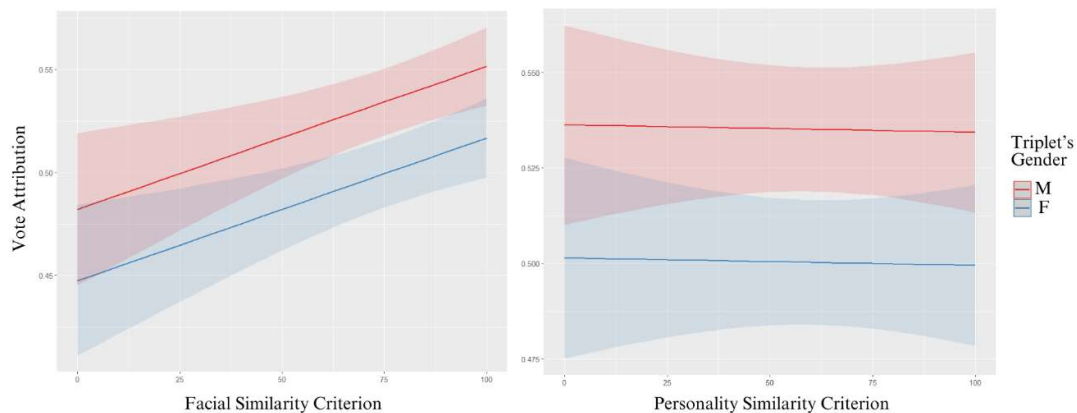 Vote Attribution
0.55
0.50
0.45
0
25
50
75
100
Facial Similarity Criterion
0.550
0.525
0.500
0.475
0
25
50
75
100
Personality Similarity Criterion
Triplet's
Gender
M
F